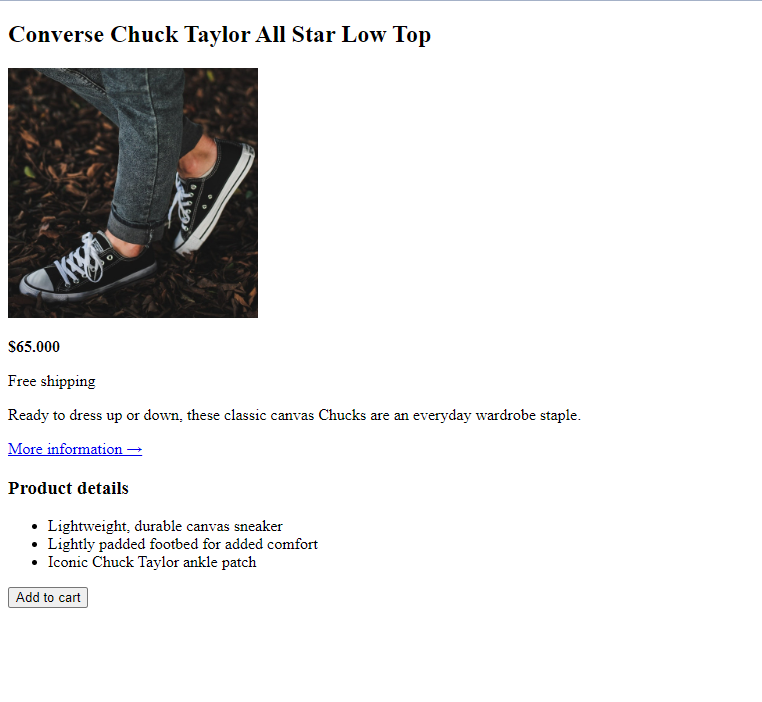 Converse Chuck Taylor All Star Low Top
$65.000
Free shipping
Ready to dress up or down, these classic canvas Chucks are an everyday wardrobe staple.
More information →
Product details
• Lightweight, durable canvas sneaker
• Lightly padded footbed for added comfort
• Iconic Chuck Taylor ankle patch
Add to cart